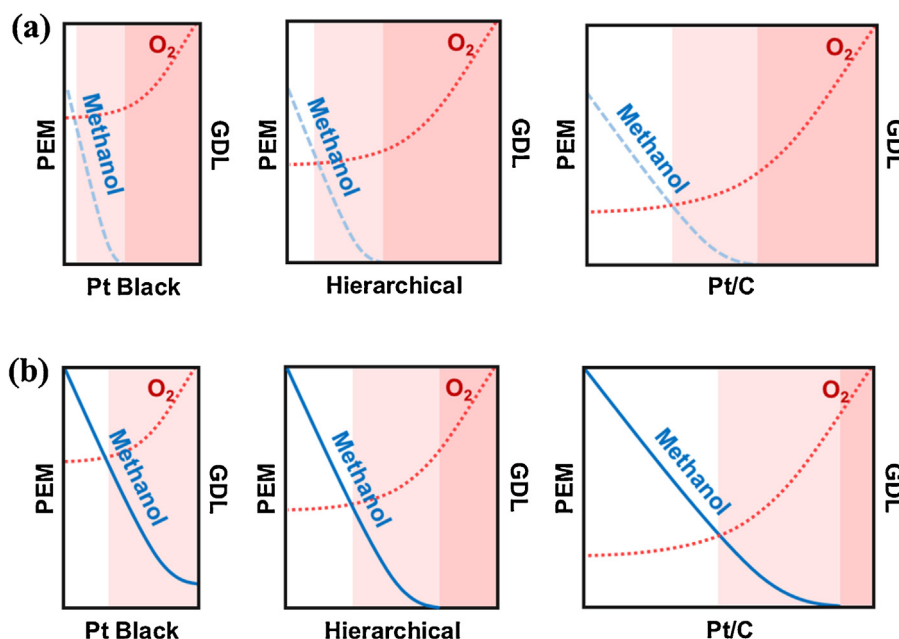 (a)
PEM
Methanol
O₂
GDL
Pt Black
PEM
Methanol
O₂
GDL
Hierarchical
PEM
Methanol
O₂
GDL
Pt/C
(b)
PEM
Methanol
O₂
GDL
Pt Black
PEM
Methanol
O₂
GDL
Hierarchical
PEM
Methanol
O₂
GDL
Pt/C